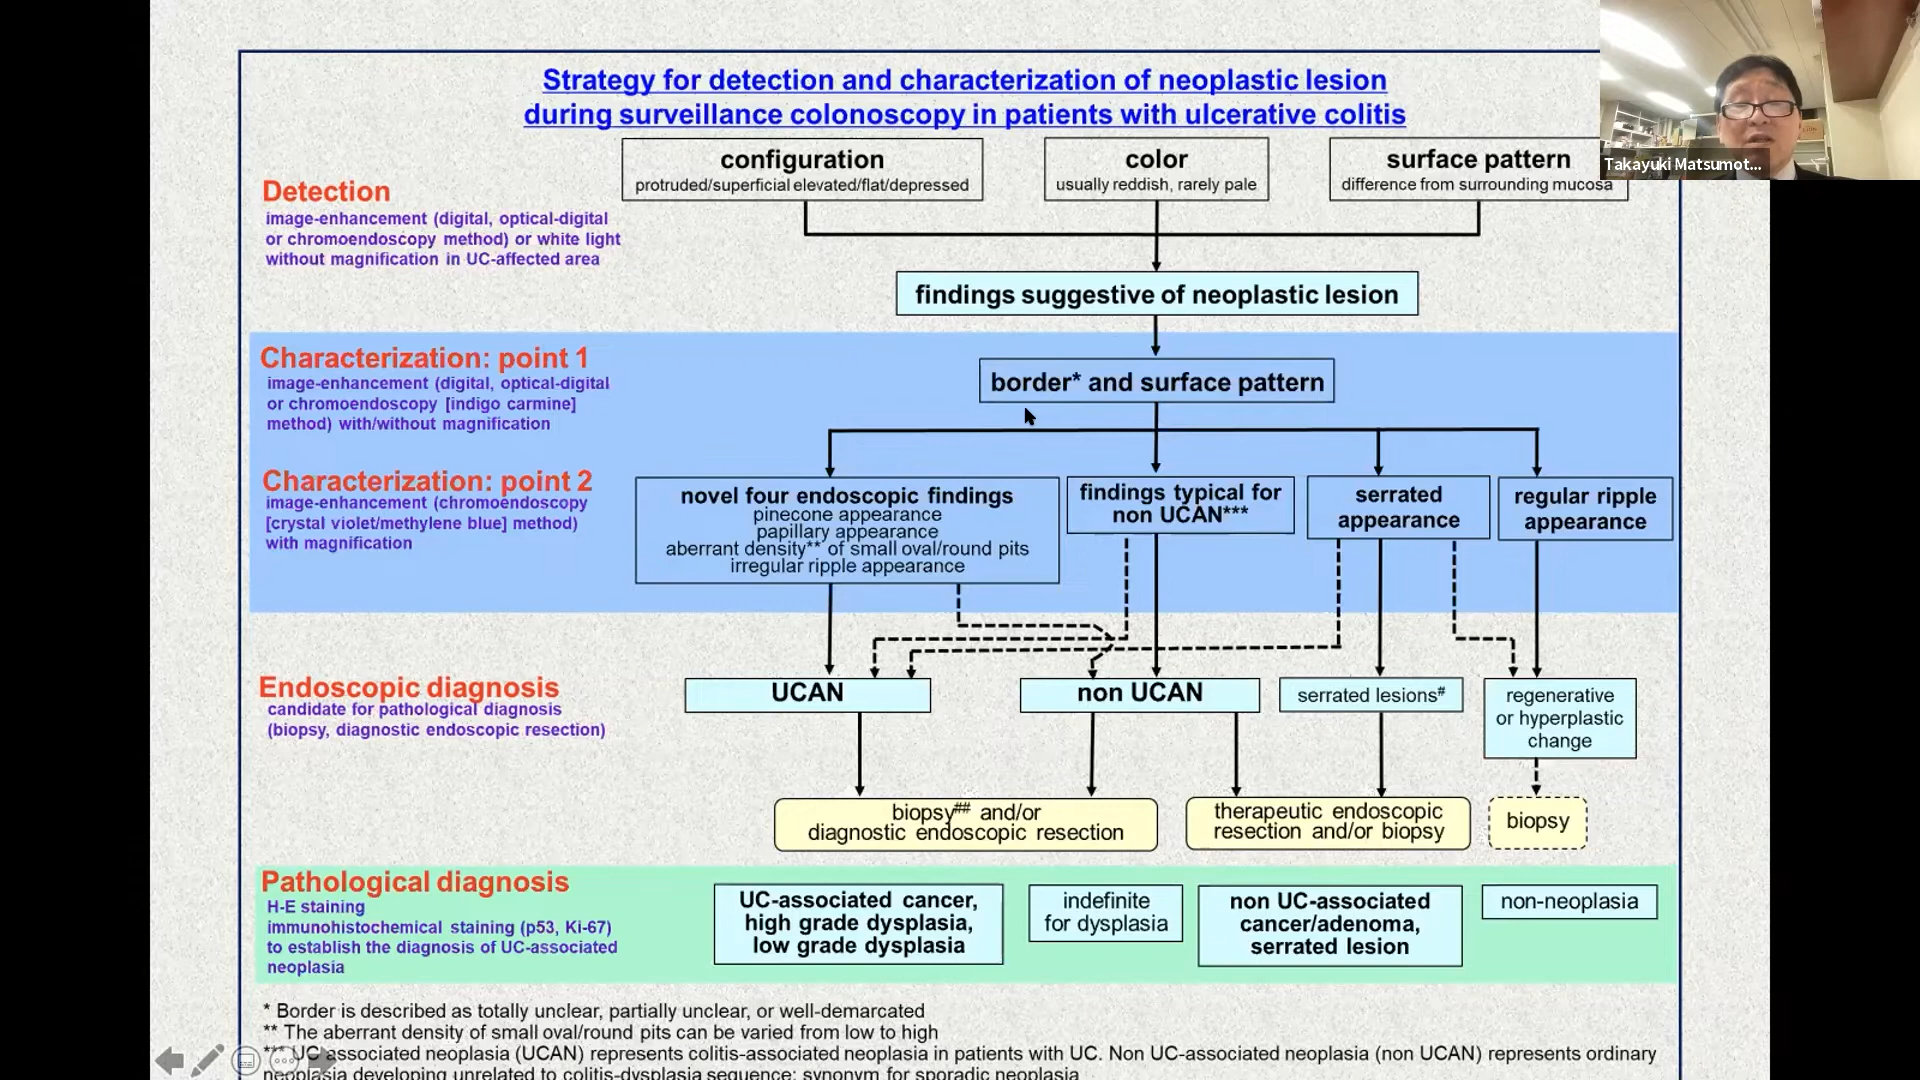 Strategy for detection and characterization of neoplastic lesion
during surveillance colonoscopy in patients with ulcerative colitis
Takayuki Matsumot...
configuration
protruded/superficial elevated/flat/depressed
color
usually reddish, rarely pale
surface pattern
difference from surrounding mucosa
Detection
image-enhancement (digital, optical-digital
or chromoendoscopy method) or white light
without magnification in UC-affected area
findings suggestive of neoplastic lesion
Characterization: point 1
image-enhancement (digital, optical-digital
or chromoendoscopy [indigo carmine]
method) with/without magnification
border* and surface pattern
Characterization: point 2
image-enhancement (chromoendoscopy
[crystal violet/methylene blue] method)
with magnification
novel four endoscopic findings
pinecone appearance
papillary appearance
aberrant density** of small oval/round pits
irregular ripple appearance
findings typical for
non UCAN***
serrated
appearance
regular ripple
appearance
Endoscopic diagnosis
candidate for pathological diagnosis
(biopsy, diagnostic endoscopic resection)
UCAN
non UCAN
serrated lesions#
regenerative
or hyperplastic
change
biopsy## and/or
diagnostic endoscopic resection
therapeutic endoscopic
resection and/or biopsy
biopsy
Pathological diagnosis
H-E staining
immunohistochemical staining (p53, Ki-67)
to establish the diagnosis of UC-associated
neoplasia
UC-associated cancer,
high grade dysplasia,
low grade dysplasia
indefinite
for dysplasia
non UC-associated
cancer/adenoma,
serrated lesion
non-neoplasia
* Border is described as totally unclear, partially unclear, or well-demarcated
** The aberrant density of small oval/round pits can be varied from low to high
*** UC-associated neoplasia (UCAN) represents colitis-associated neoplasia in patients with UC. Non UC-associated neoplasia (non UCAN) represents ordinary
neoplasia developing unrelated to colitis-dysplasia sequence; synonym for sporadic neoplasia